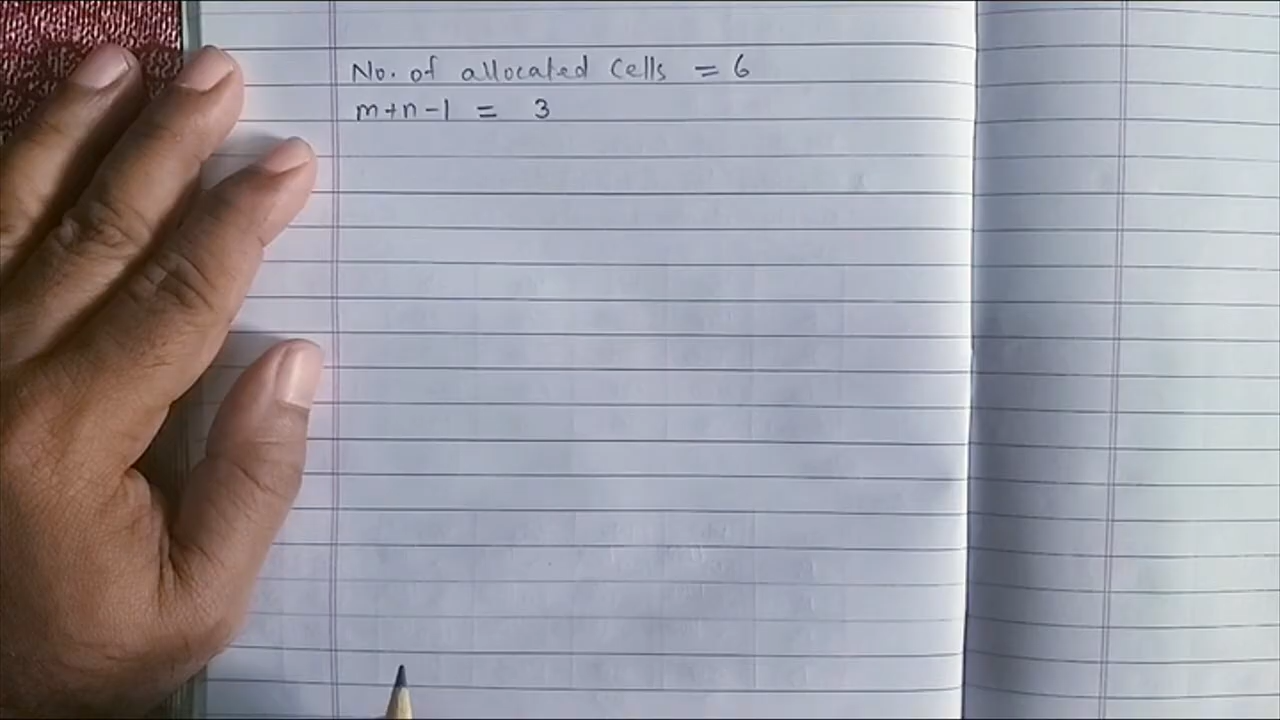 No. of allocated Cells = 6
m+n-1 = 3